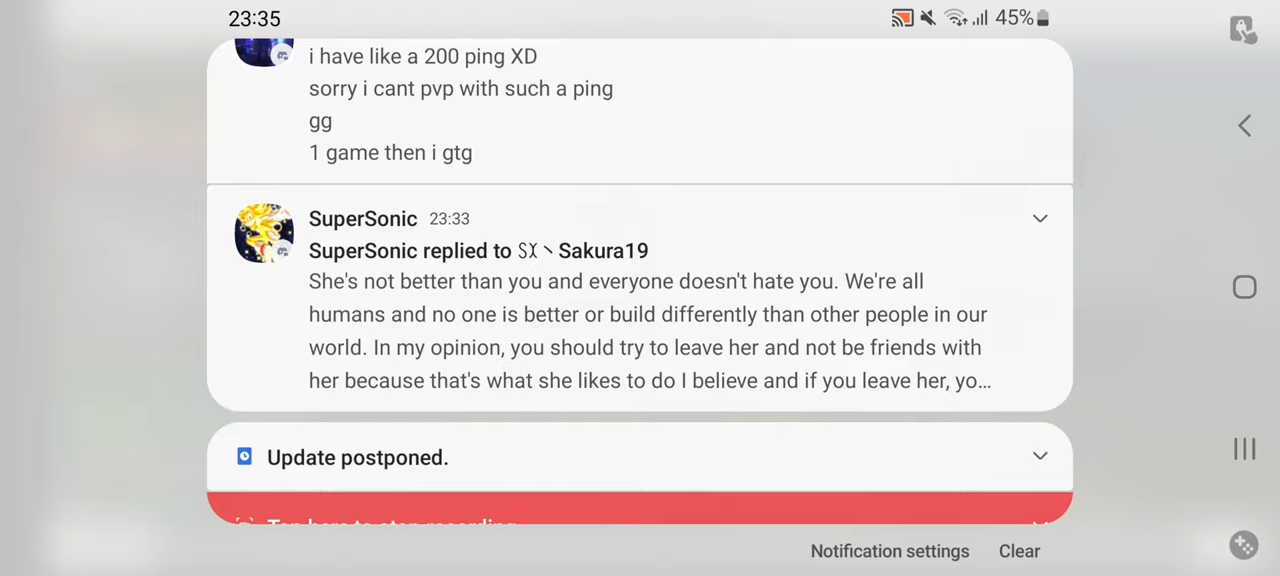 23:35
45%
i have like a 200 ping XD
sorry i cant pvp with such a ping
gg
1 game then i gtg
SuperSonic 23:33
SuperSonic replied to SX丶Sakura19
She's not better than you and everyone doesn't hate you. We're all
humans and no one is better or build differently than other people in our
world. In my opinion, you should try to leave her and not be friends with
her because that's what she likes to do I believe and if you leave her, yo...
Update postponed.
Tap here to stop recording
Notification settings Clear